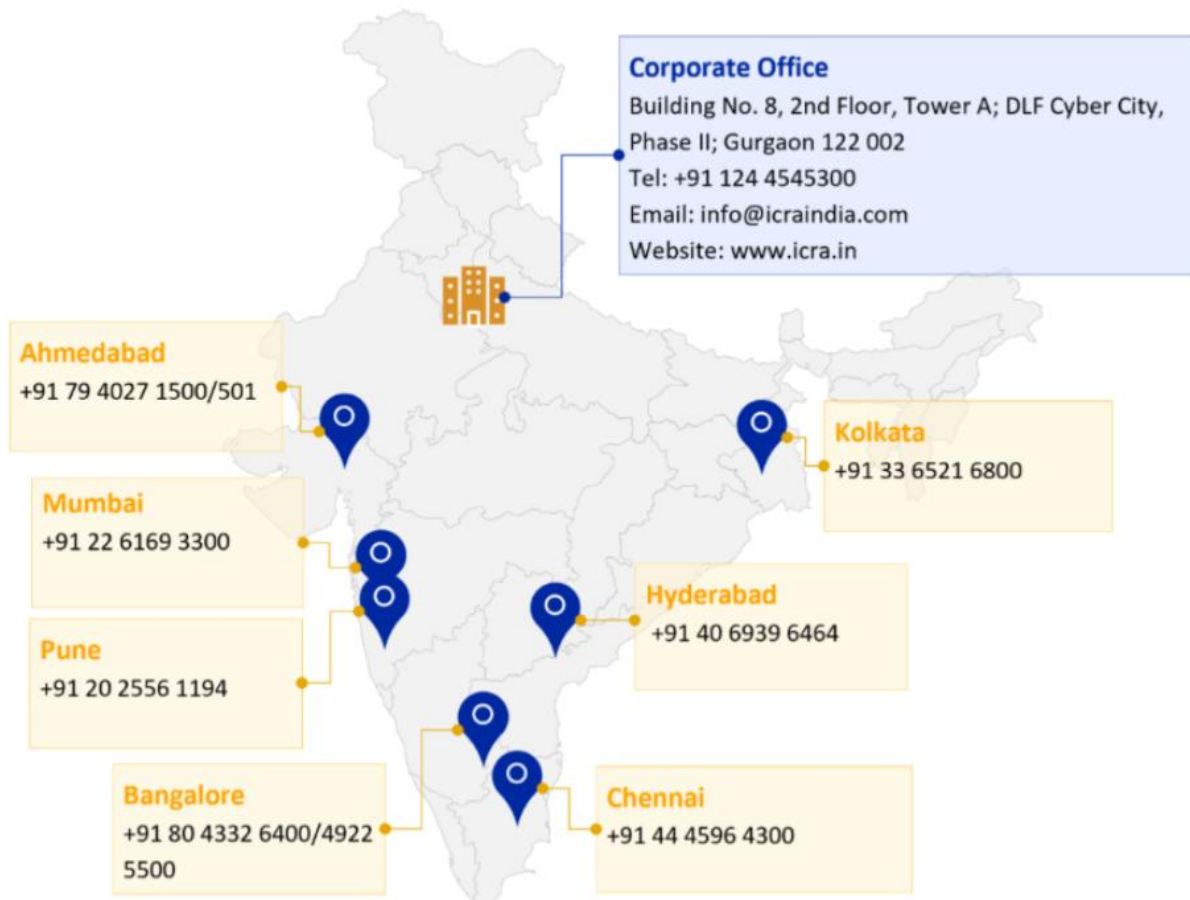 Corporate Office
Building No. 8, 2nd Floor, Tower A; DLF Cyber City,
Phase II; Gurgaon 122 002
Tel: +91 124 4545300
Email: info@icraindia.com
Website: www.icra.in
Ahmedabad
+91 79 4027 1500/501
Kolkata
+91 33 6521 6800
Mumbai
+91 22 6169 3300
Hyderabad
+91 40 6939 6464
Pune
+91 20 2556 1194
Bangalore
+91 80 4332 6400/4922
5500
Chennai
+91 44 4596 4300